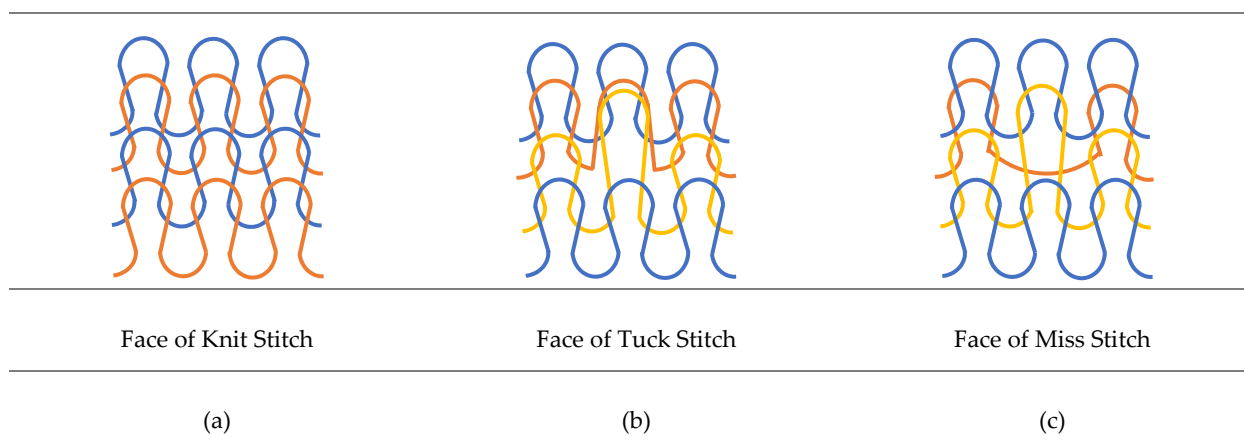 Face of Knit Stitch Face of Tuck Stitch Face of Miss Stitch
(a) (b) (c)